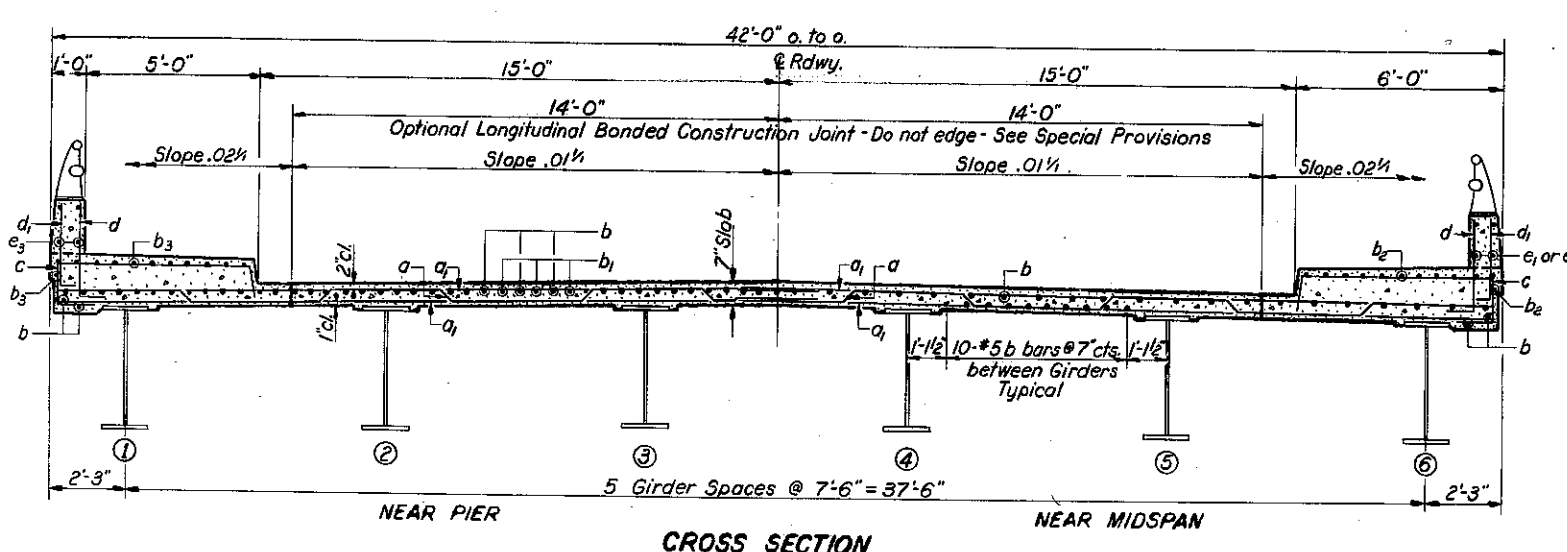 42'-0" o. to o.
1'-0"
5'-0"
15'-0"
℄ Rdwy.
15'-0"
6'-0"
14'-0"
14'-0"
Optional Longitudinal Bonded Construction Joint - Do not edge - See Special Provisions
Slope .02'/1
Slope .01'/1
Slope .01'/1
Slope .02'/1
d1
d
e3
b3
c
b3
b
2"cl.
1"cl.
a
a1
b
b1
a1
7"Slab
a1
a
b
a1
b2
d
d1
e1 or e
c
b2
b
1'-1½"
10-#5 b bars @ 7"cts.
1'-1½"
between Girders
Typical
1
2
3
4
5
6
2'-3"
5 Girder Spaces @ 7'-6" = 37'-6"
2'-3"
NEAR PIER
NEAR MIDSPAN
CROSS SECTION